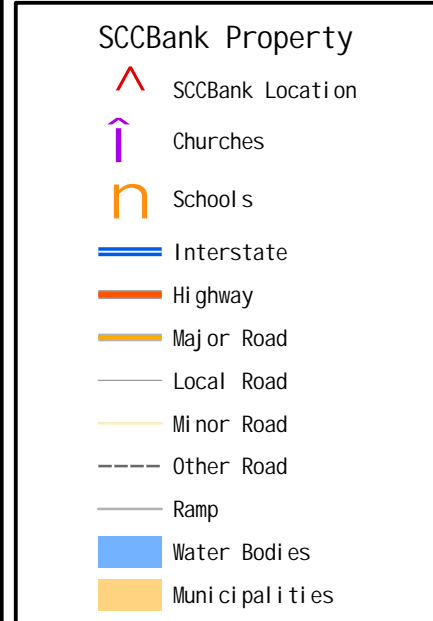 SCCBank Property
^ SCCBank Location
î Churches
n Schools
Interstate
Highway
Major Road
Local Road
Minor Road
Other Road
Ramp
Water Bodies
Municipalities